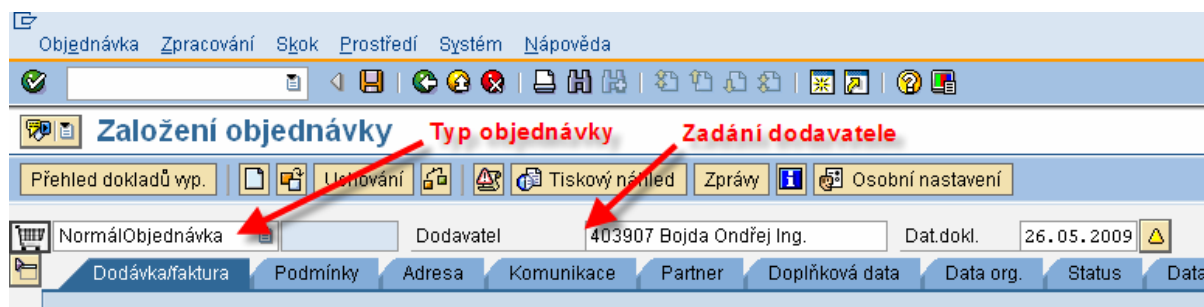 Objednávka Zpracování Skok Prostředí Systém Nápověda
Založení objednávky Typ objednávky Zadání dodavatele
Přehled dokladů vyp. Uchování Tiskový náhled Zprávy Osobní nastavení
NormálObjednávka Dodavatel 403907 Bojda Ondřej Ing. Dat.dokl. 26.05.2009
Dodávka/faktura Podmínky Adresa Komunikace Partner Doplňková data Data org. Status Data